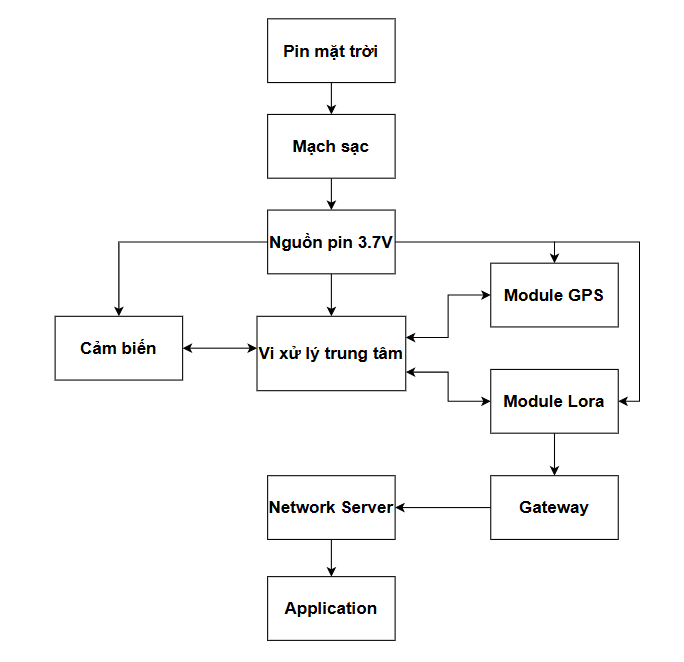 Pin mặt trời
Mạch sạc
Nguồn pin 3.7V
Module GPS
Cảm biến
Vi xử lý trung tâm
Module Lora
Network Server
Gateway
Application